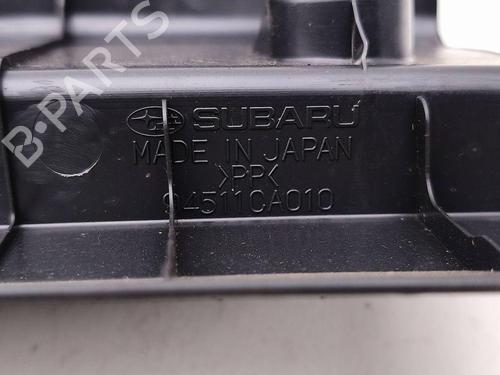 B-PARTS
SUBARU
MADE IN JAPAN
>PP<
94511CA010